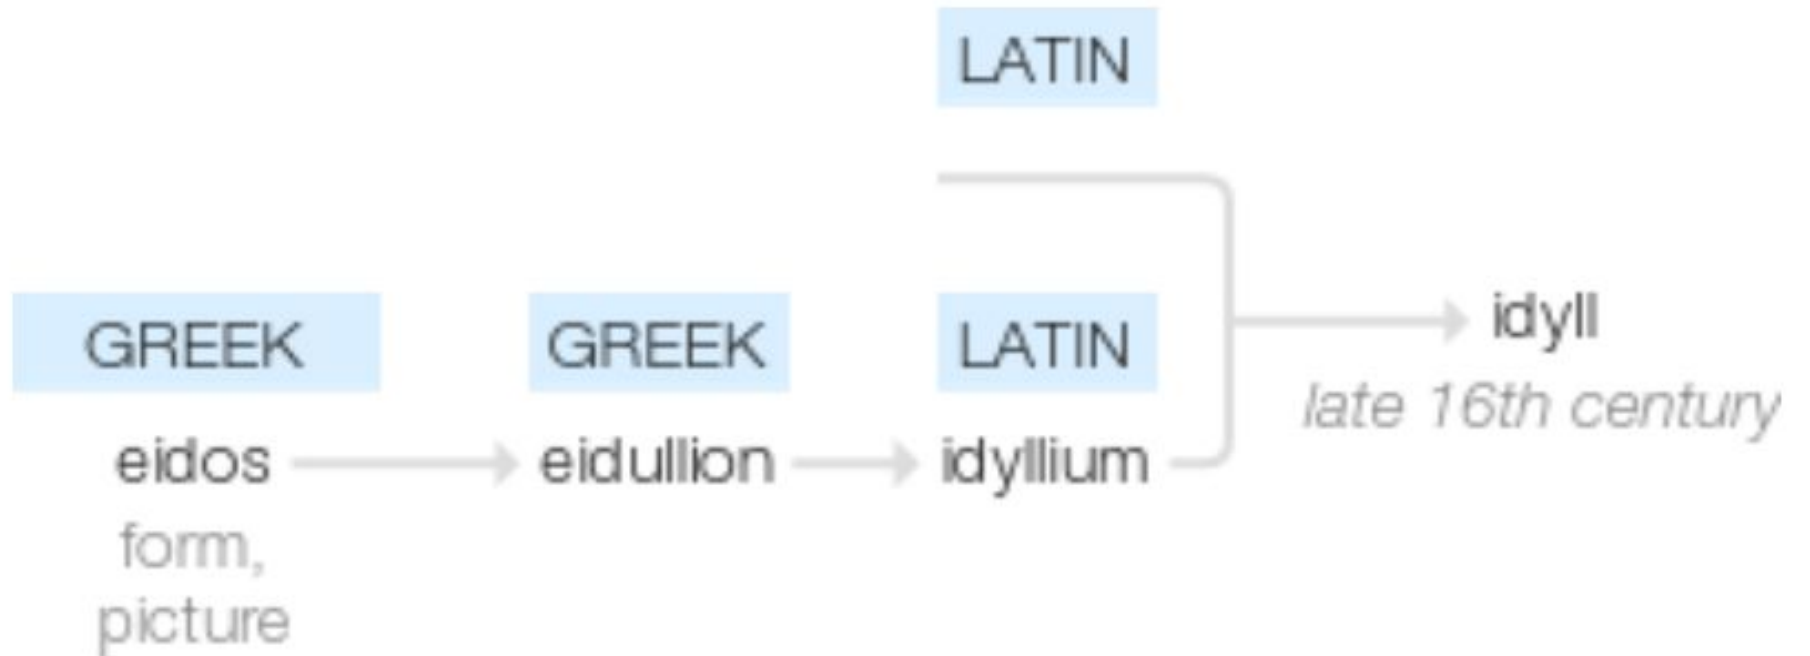 LATIN
GREEK GREEK LATIN idyll
late 16th century
eidos eidullion idyllium
form,
picture